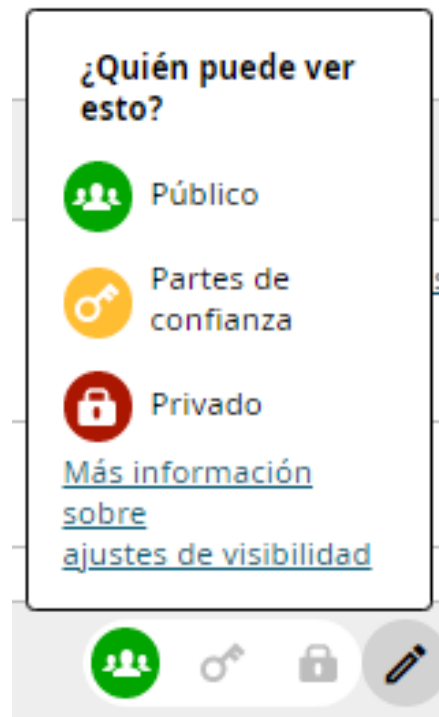 ¿Quién puede ver
esto?
Público
Partes de
confianza
Privado
Más información
sobre
ajustes de visibilidad